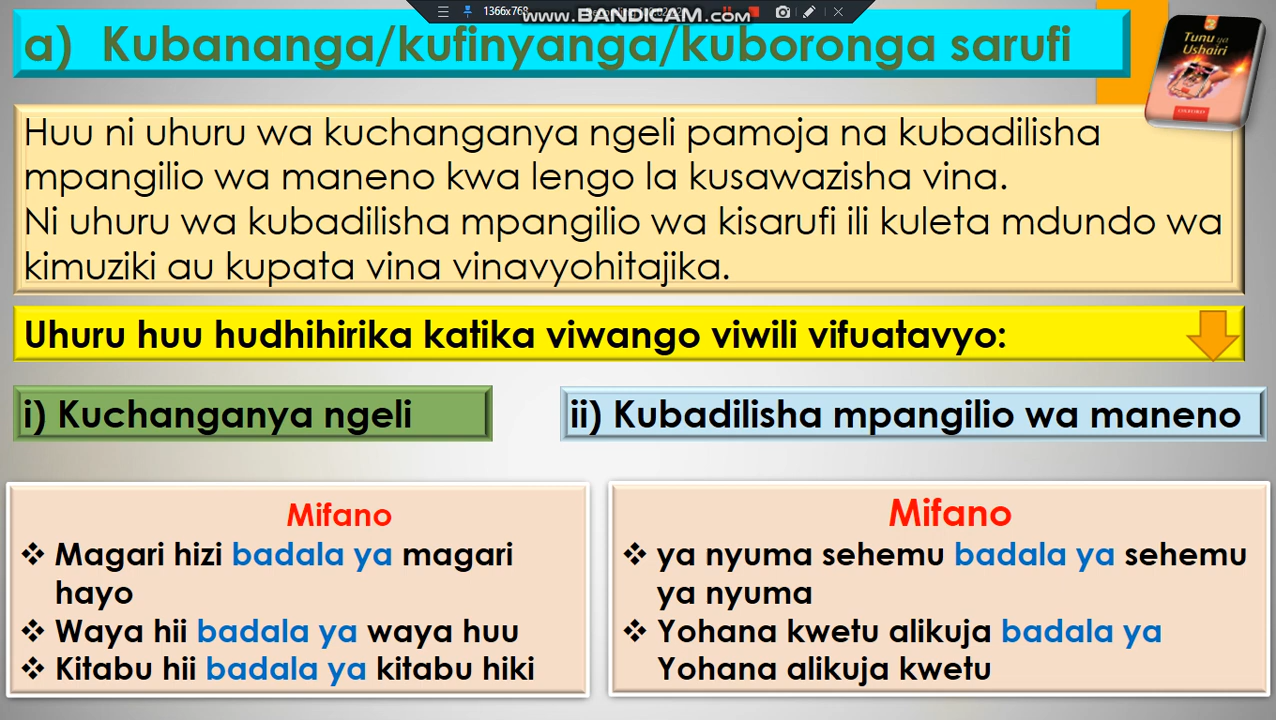 1366x768
www.BANDICAM.com
a) Kubananga/kufinyanga/kuboronga sarufi
Tunu ya
Ushairi
Huu ni uhuru wa kuchanganya ngeli pamoja na kubadilisha
mpangilio wa maneno kwa lengo la kusawazisha vina.
Ni uhuru wa kubadilisha mpangilio wa kisarufi ili kuleta mdundo wa
kimuziki au kupata vina vinavyohitajika.
Uhuru huu hudhihirika katika viwango viwili vifuatavyo:
i) Kuchanganya ngeli
ii) Kubadilisha mpangilio wa maneno
Mifano
❖ Magari hizi badala ya magari
hayo
❖ Waya hii badala ya waya huu
❖ Kitabu hii badala ya kitabu hiki
Mifano
❖ ya nyuma sehemu badala ya sehemu
ya nyuma
❖ Yohana kwetu alikuja badala ya
Yohana alikuja kwetu